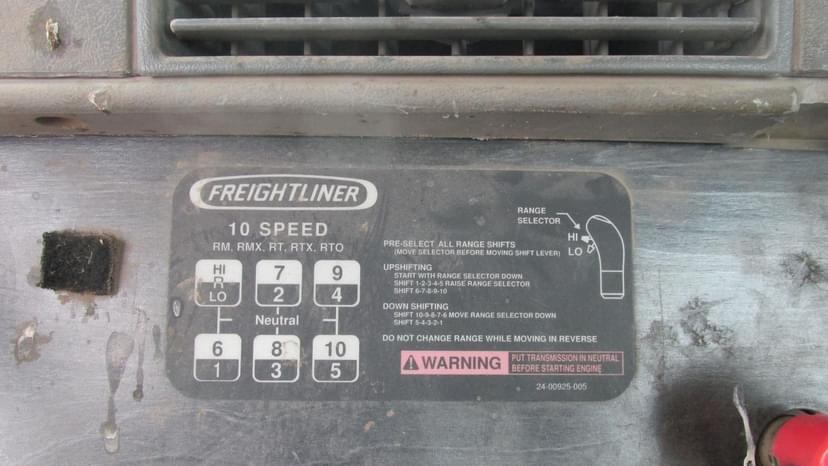 FREIGHTLINER
10 SPEED
RM, RMX, RT, RTX, RTO
HI 7 9
R 2 4
LO
Neutral
6 8 10
1 3 5
PRE-SELECT ALL RANGE SHIFTS
(MOVE SELECTOR BEFORE MOVING SHIFT LEVER)
UPSHIFTING
START WITH RANGE SELECTOR DOWN
SHIFT 1-2-3-4-5 RAISE RANGE SELECTOR
SHIFT 6-7-8-9-10
DOWN SHIFTING
SHIFT 10-9-8-7-6 MOVE RANGE SELECTOR DOWN
SHIFT 5-4-3-2-1
DO NOT CHANGE RANGE WHILE MOVING IN REVERSE
RANGE
SELECTOR
HI
LO
WARNING
PUT TRANSMISSION IN NEUTRAL
BEFORE STARTING ENGINE
24-00925-005